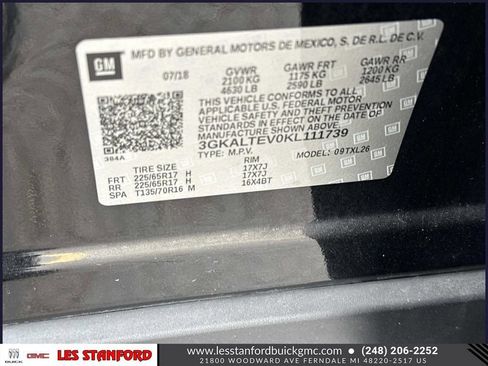 GM
MFD BY GENERAL MOTORS DE MEXICO, S. DE R.L. DE C.V.
07/18 GVWR GAWR FRT GAWR RR
2100 KG 1175 KG 1200 KG
4630 LB 2590 LB 2645 LB
THIS VEHICLE CONFORMS TO ALL
APPLICABLE U.S. FEDERAL MOTOR
VEHICLE SAFETY AND THEFT PREVENTION
STANDARDS IN EFFECT ON THE DATE OF
MANUFACTURE SHOWN ABOVE.
3GKALTEV0KL111739
384A TYPE: M.P.V. MODEL: 09TXL26
TIRE SIZE RIM
FRT 225/65R17 H 17X7J
RR 225/65R17 H 17X7J
SPA T135/70R16 M 16X4BT
BUICK GMC LES STANFORD www.lesstanfordbuickgmc.com (248) 206-2252
21800 WOODWARD AVE FERNDALE MI 48220-2517 US